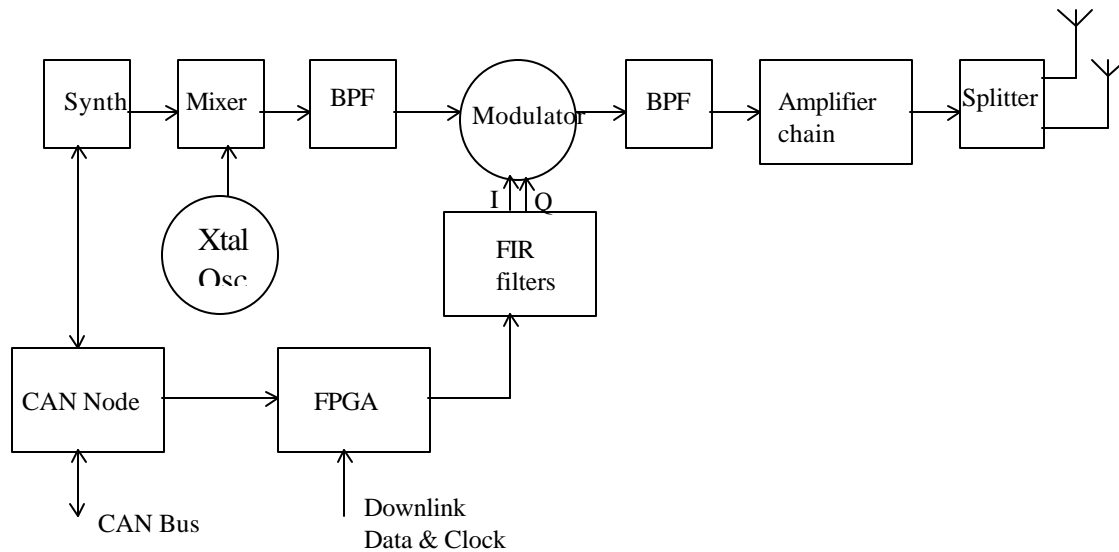 Synth
Mixer
BPF
Modulator
BPF
Amplifier
chain
Splitter
I
Q
Xtal
Osc
FIR
filters
CAN Node
FPGA
CAN Bus
Downlink
Data & Clock